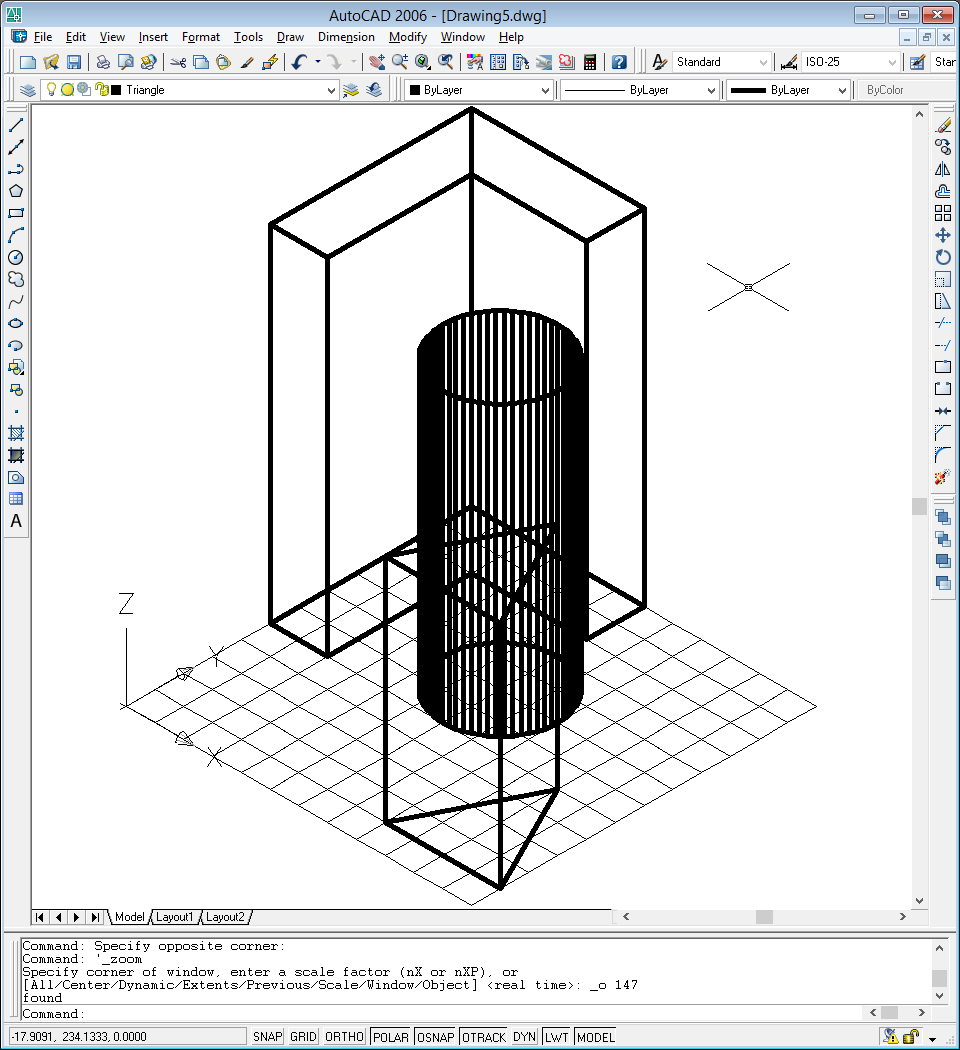 AutoCAD 2006 - [Drawing5.dwg]
File Edit View Insert Format Tools Draw Dimension Modify Window Help
Standard ISO-25 Star
Triangle ByLayer ByLayer ByLayer ByColor
A
Z
Y
X
Model Layout1 Layout2
Command: Specify opposite corner:
Command: '_zoom
Specify corner of window, enter a scale factor (nX or nXP), or
[All/Center/Dynamic/Extents/Previous/Scale/Window/Object] <real time>: _o 147
found
Command:
-17.9091, 234.1333, 0.0000 SNAP GRID ORTHO POLAR OSNAP OTRACK DYN LWT MODEL